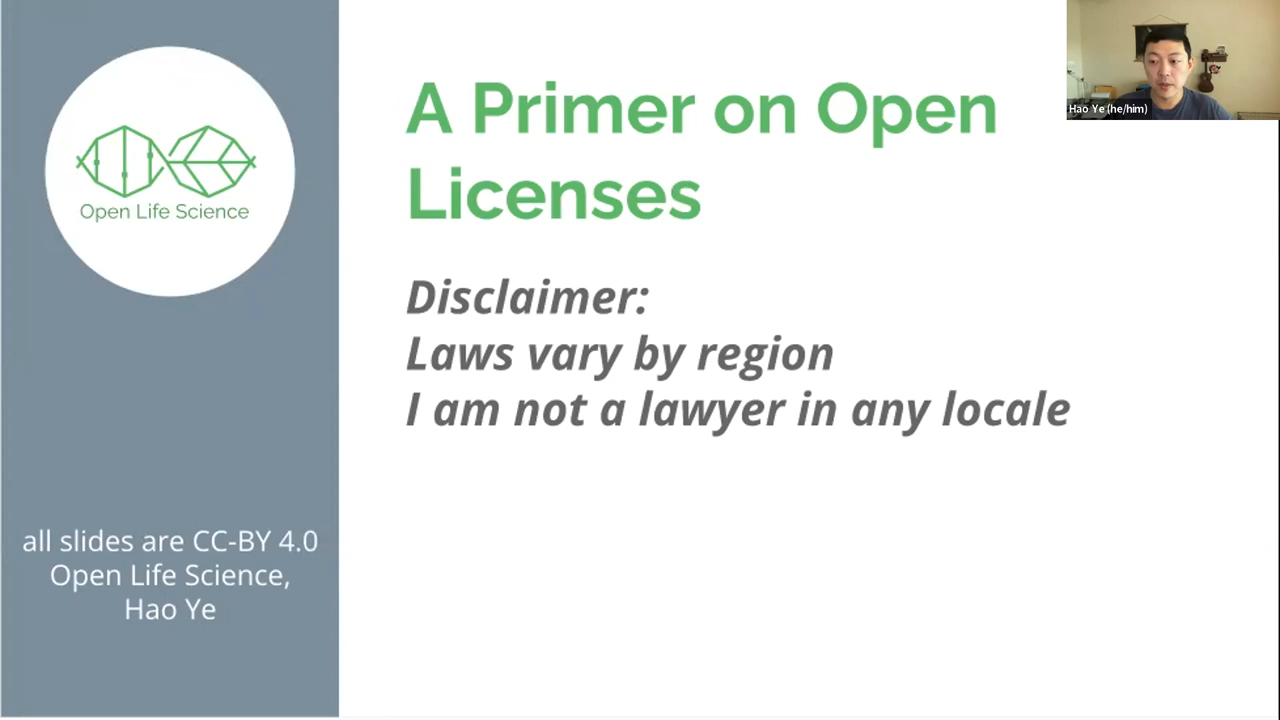 Open Life Science
all slides are CC-BY 4.0
Open Life Science,
Hao Ye
A Primer on Open
Licenses
Disclaimer:
Laws vary by region
I am not a lawyer in any locale
Hao Ye (he/him)